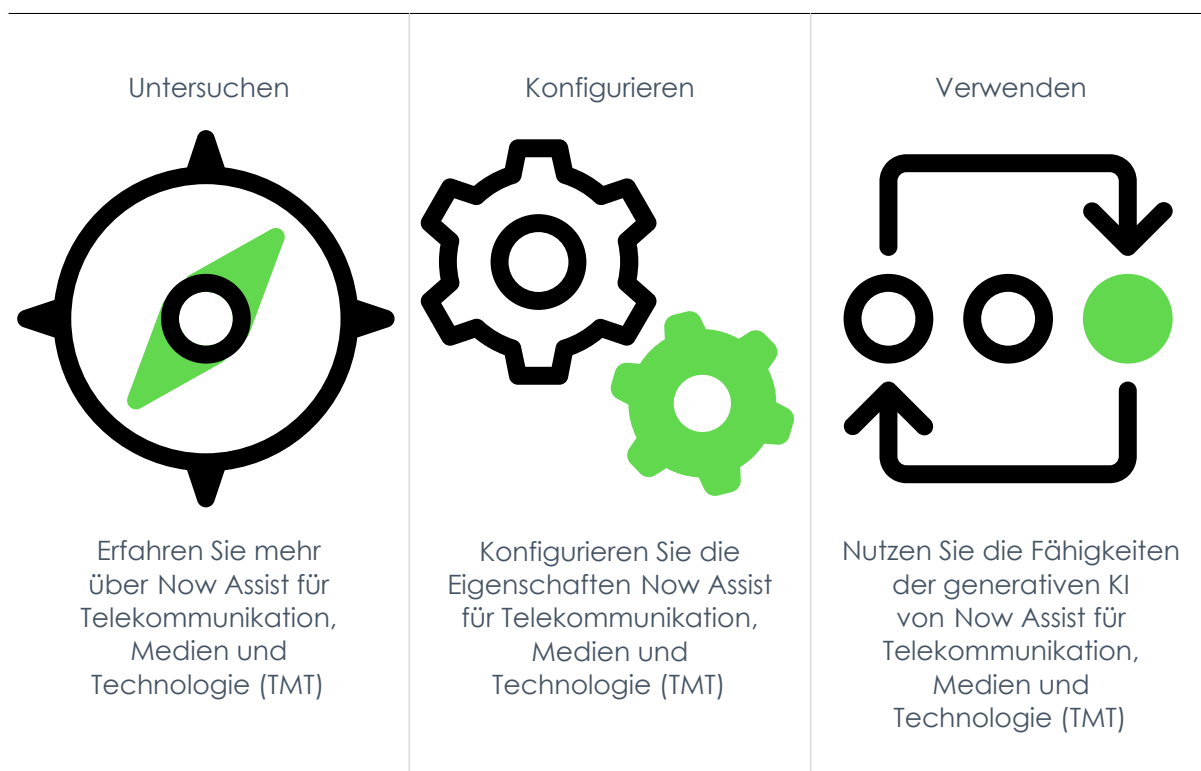 Untersuchen
Erfahren Sie mehr
über Now Assist für
Telekommunikation,
Medien und
Technologie (TMT)
Konfigurieren
Konfigurieren Sie die
Eigenschaften Now Assist
für Telekommunikation,
Medien und
Technologie (TMT)
Verwenden
Nutzen Sie die Fähigkeiten
der generativen KI
von Now Assist für
Telekommunikation,
Medien und
Technologie (TMT)